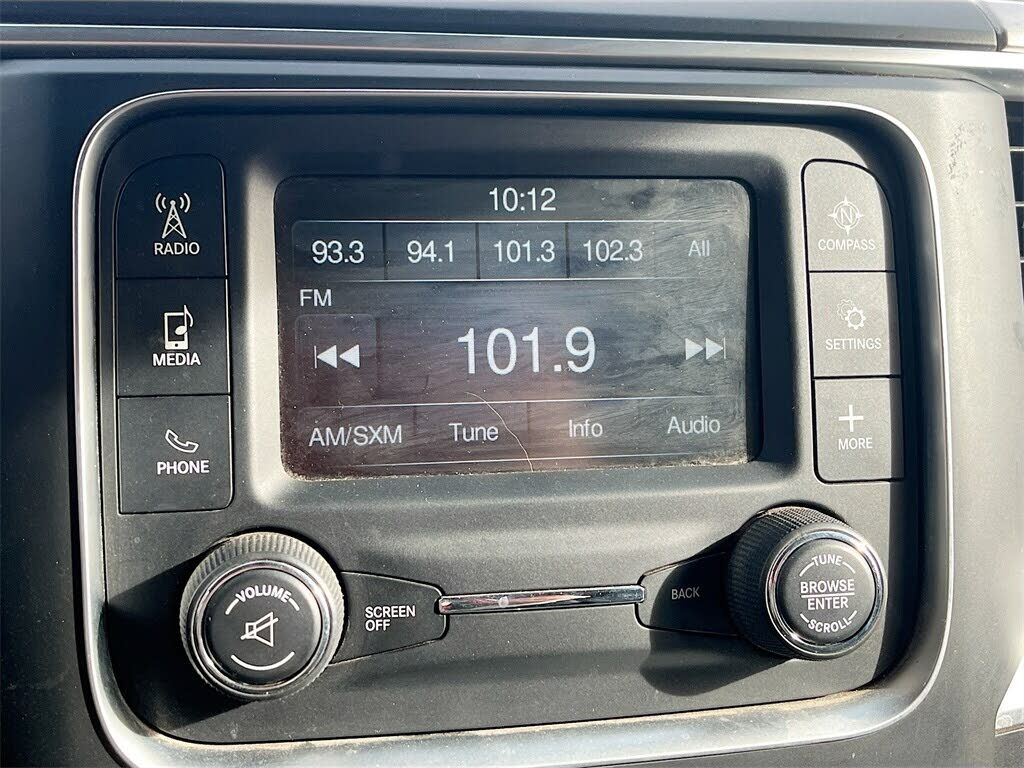 10:12
93.3 94.1 101.3 102.3 All
FM
101.9
AM/SXM Tune Info Audio
RADIO
MEDIA
PHONE
N
COMPASS
SETTINGS
MORE
VOLUME
SCREEN
OFF
BACK
TUNE
BROWSE
ENTER
SCROLL